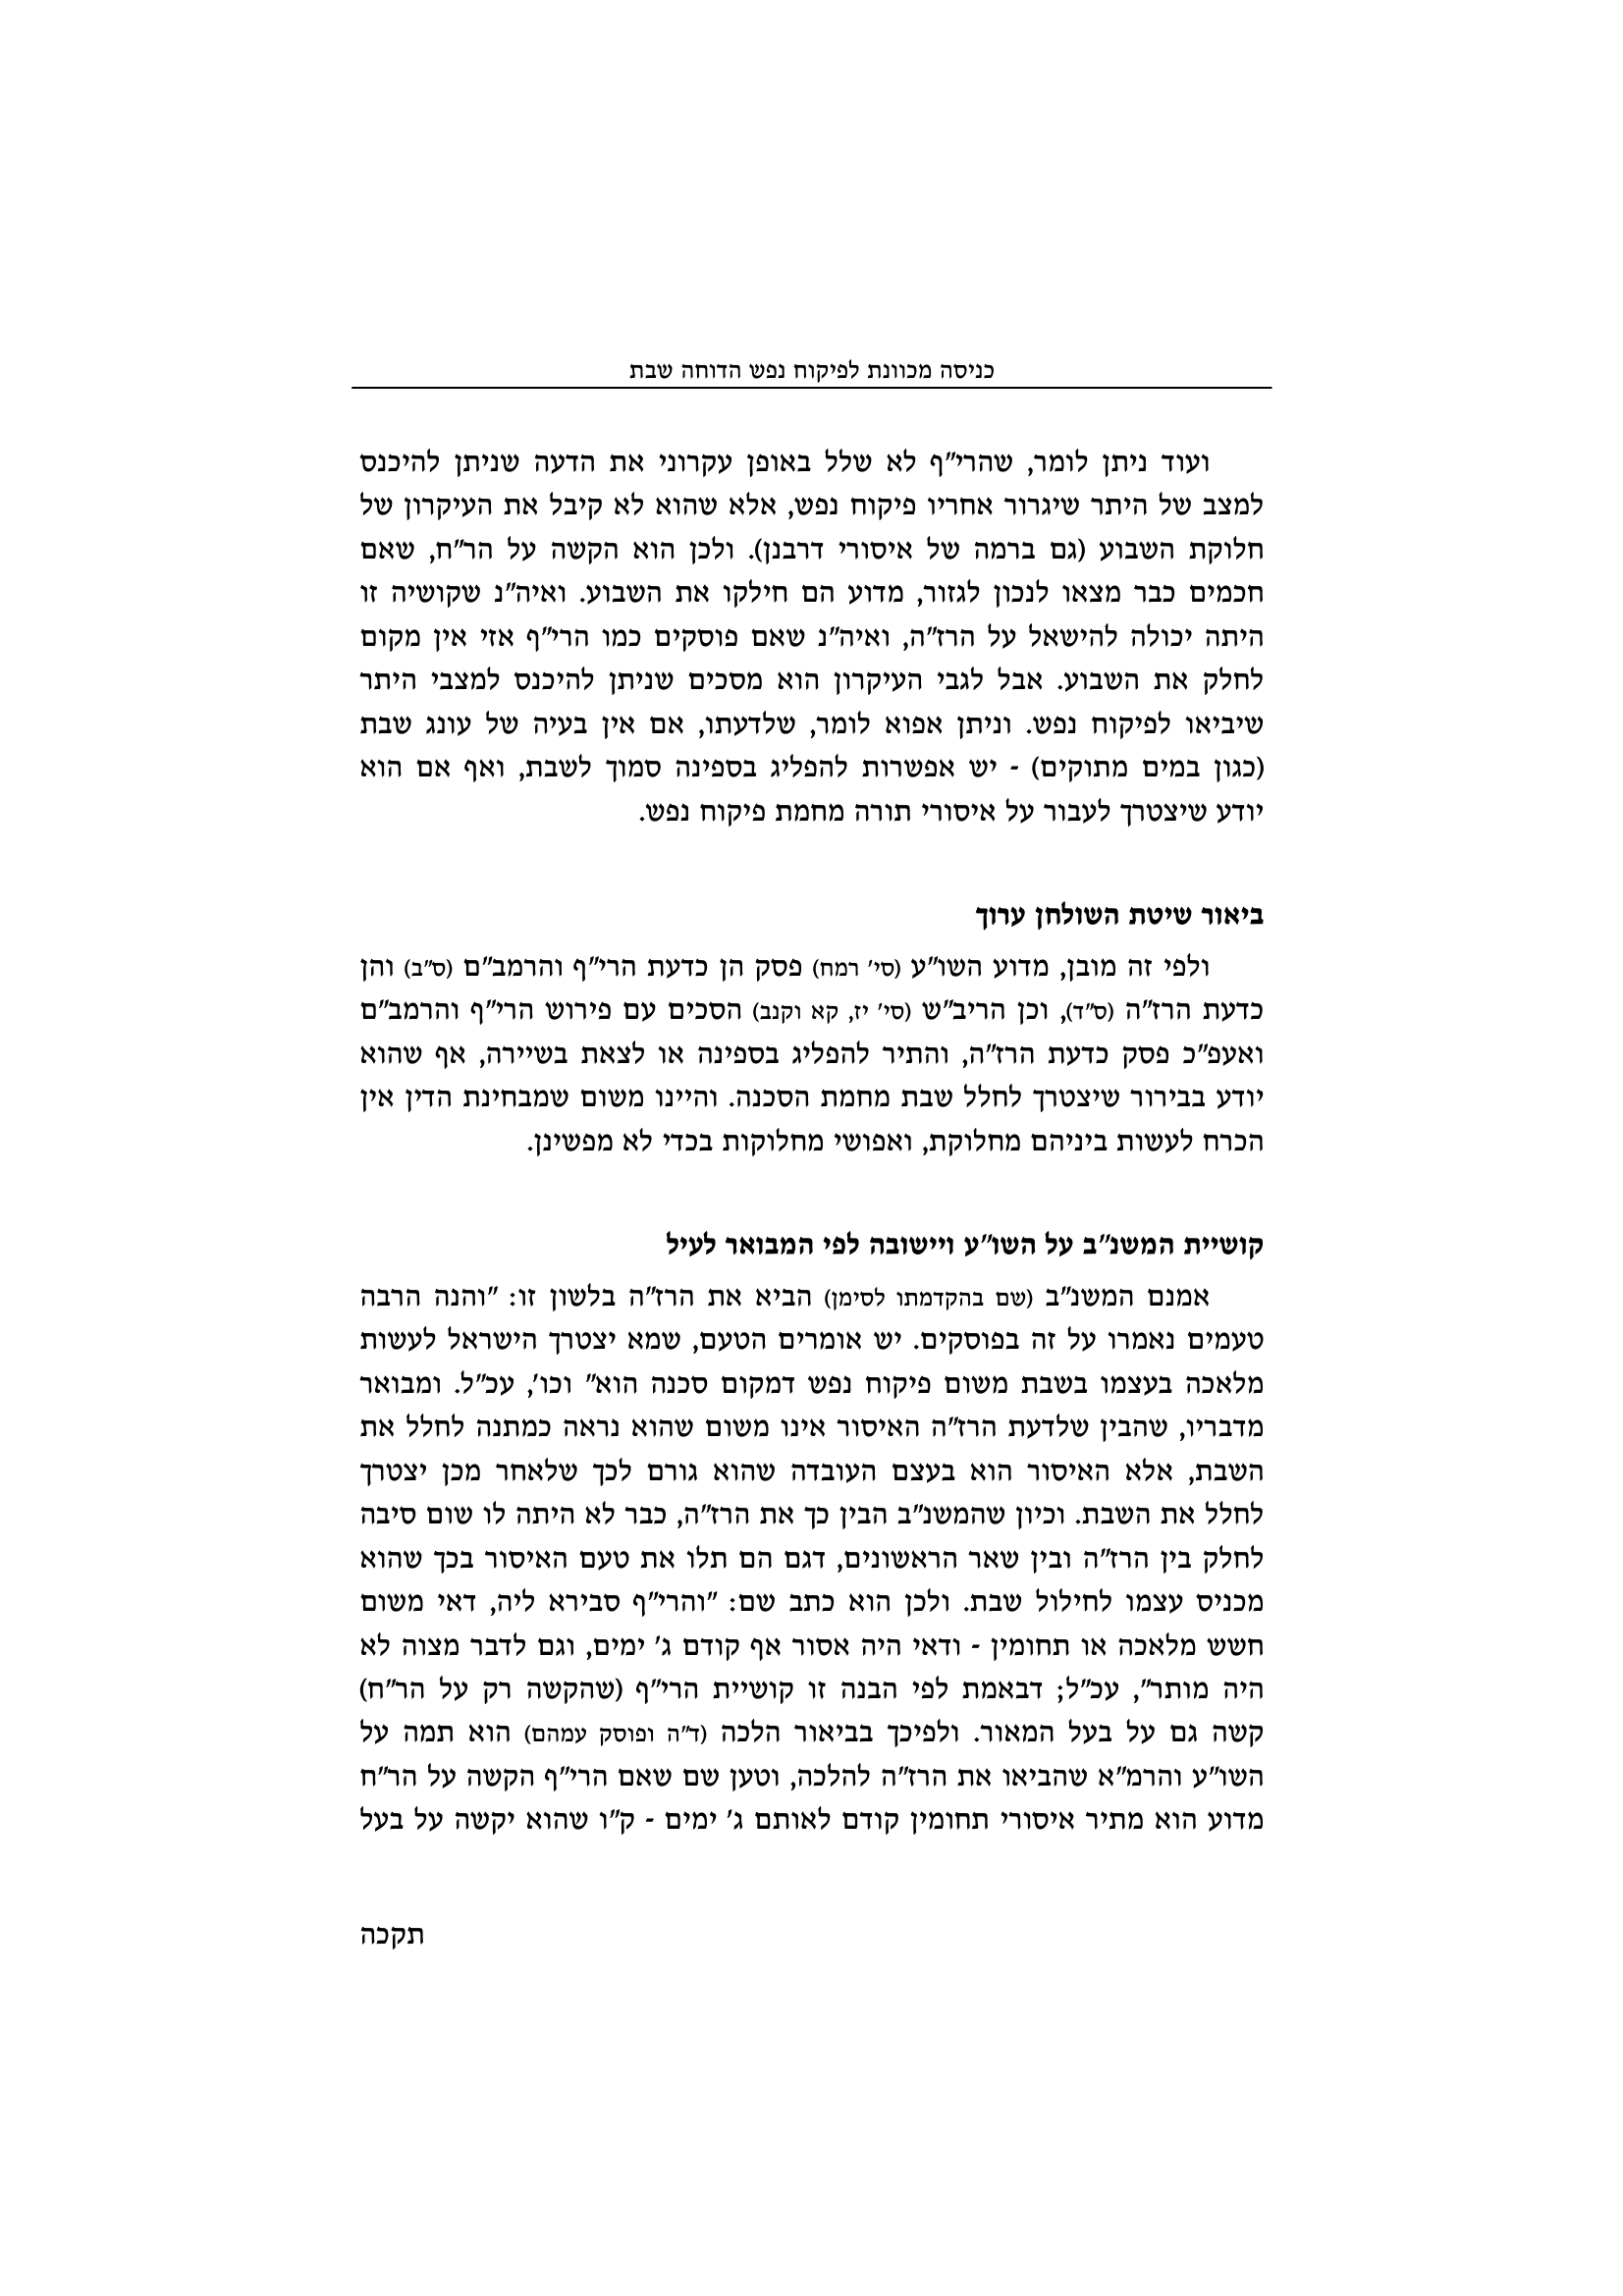 כניסה מכוונת לפיקוח נפש הדוחה שבת
ועוד ניתן לומר, שהרי"ף לא שלל באופן עקרוני את הדעה שניתן להיכנס
למצב של היתר שיגרור אחריו פיקוח נפש, אלא שהוא לא קיבל את העיקרון של
חלוקת השבוע (גם ברמה של איסורי דרבנן). ולכן הוא הקשה על הר"ח, שאם
חכמים כבר מצאו לנכון לגזור, מדוע הם חילקו את השבוע. ואיה"נ שקושיה זו
היתה יכולה להישאל על הרז"ה, ואיה"נ שאם פוסקים כמו הרי"ף אזי אין מקום
לחלק את השבוע. אבל לגבי העיקרון הוא מסכים שניתן להיכנס למצבי היתר
שיביאו לפיקוח נפש. וניתן אפוא לומר, שלדעתו, אם אין בעיה של עונג שבת
(כגון במים מתוקים) - יש אפשרות להפליג בספינה סמוך לשבת, ואף אם הוא
יודע שיצטרך לעבור על איסורי תורה מחמת פיקוח נפש.
ביאור שיטת השולחן ערוך
ולפי זה מובן, מדוע השו"ע (סי' רמח) פסק הן כדעת הרי"ף והרמב"ם (ס"ב) והן
כדעת הרז"ה (ס"ד), וכן הריב"ש (סי' יז, קא וקנב) הסכים עם פירוש הרי"ף והרמב"ם
ואעפ"כ פסק כדעת הרז"ה, והתיר להפליג בספינה או לצאת בשיירה, אף שהוא
יודע בבירור שיצטרך לחלל שבת מחמת הסכנה. והיינו משום שמבחינת הדין אין
הכרח לעשות ביניהם מחלוקת, ואפושי מחלוקות בכדי לא מפשינן.
קושיית המשנ"ב על השו"ע ויישובה לפי המבואר לעיל
אמנם המשנ"ב (שם בהקדמתו לסימן) הביא את הרז"ה בלשון זו: "והנה הרבה
טעמים נאמרו על זה בפוסקים. יש אומרים הטעם, שמא יצטרך הישראל לעשות
מלאכה בעצמו בשבת משום פיקוח נפש דמקום סכנה הוא" וכו', עכ"ל. ומבואר
מדבריו, שהבין שלדעת הרז"ה האיסור אינו משום שהוא נראה כמתנה לחלל את
השבת, אלא האיסור הוא בעצם העובדה שהוא גורם לכך שלאחר מכן יצטרך
לחלל את השבת. וכיון שהמשנ"ב הבין כך את הרז"ה, כבר לא היתה לו שום סיבה
לחלק בין הרז"ה ובין שאר הראשונים, דגם הם תלו את טעם האיסור בכך שהוא
מכניס עצמו לחילול שבת. ולכן הוא כתב שם: "והרי"ף סבירא ליה, דאי משום
חשש מלאכה או תחומין - ודאי היה אסור אף קודם ג' ימים, וגם לדבר מצוה לא
היה מותר", עכ"ל; דבאמת לפי הבנה זו קושיית הרי"ף (שהקשה רק על הר"ח)
קשה גם על בעל המאור. ולפיכך בביאור הלכה (ד"ה ופוסק עמהם) הוא תמה על
השו"ע והרמ"א שהביאו את הרז"ה להלכה, וטען שם שאם הרי"ף הקשה על הר"ח
מדוע הוא מתיר איסורי תחומין קודם לאותם ג' ימים - ק"ו שהוא יקשה על בעל
תקכה